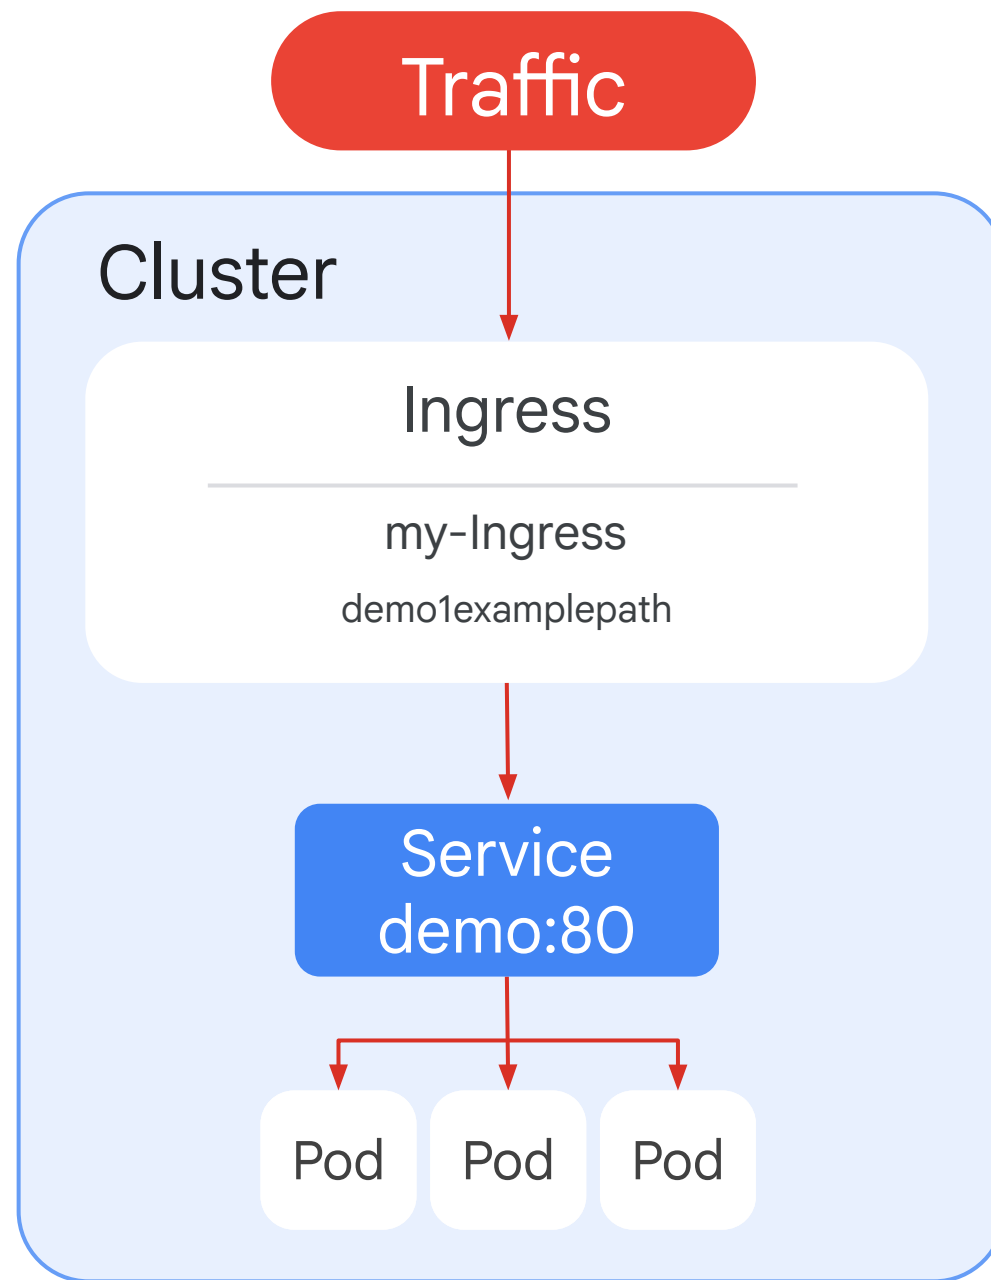 Traffic
Cluster
Ingress
my-Ingress
demo1examplepath
Service
demo:80
Pod Pod Pod